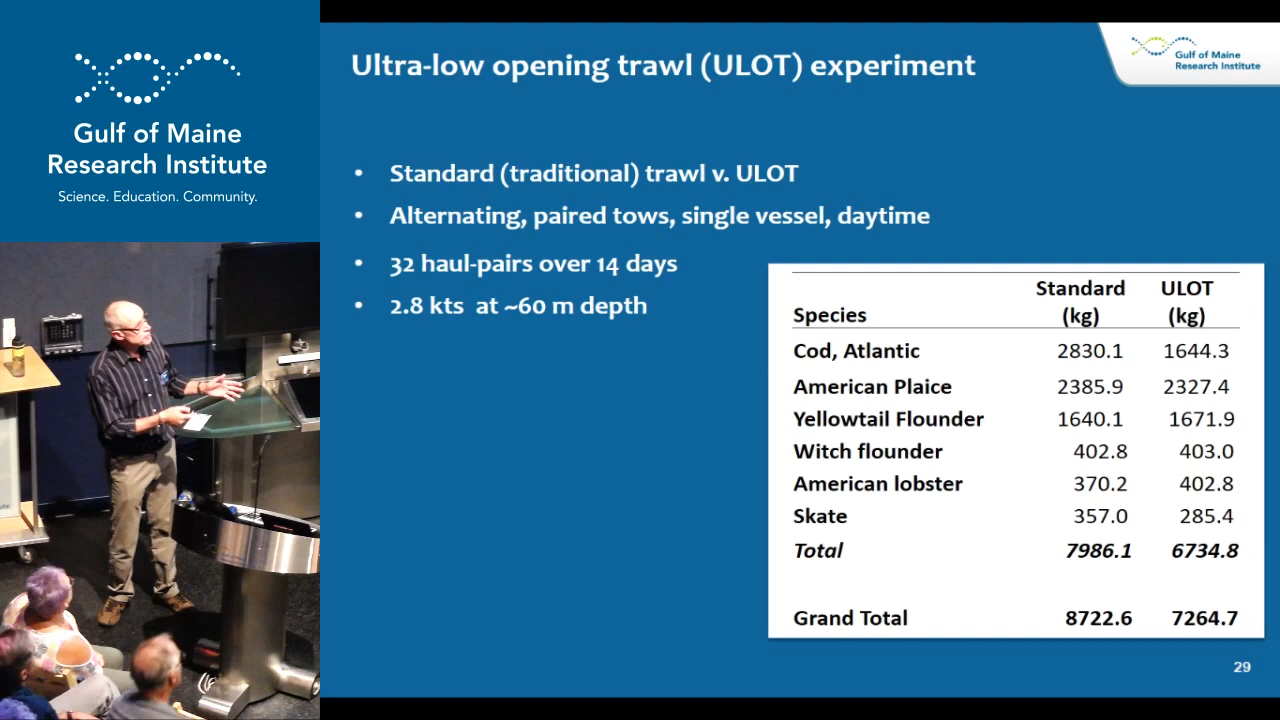 Gulf of Maine
Research Institute
Science. Education. Community.
Ultra-low opening trawl (ULOT) experiment
Gulf of Maine
Research Institute
• Standard (traditional) trawl v. ULOT
• Alternating, paired tows, single vessel, daytime
• 32 haul-pairs over 14 days
• 2.8 kts at ~60 m depth
Species Standard (kg) ULOT (kg)
Cod, Atlantic 2830.1 1644.3
American Plaice 2385.9 2327.4
Yellowtail Flounder 1640.1 1671.9
Witch flounder 402.8 403.0
American lobster 370.2 402.8
Skate 357.0 285.4
Total 7986.1 6734.8
Grand Total 8722.6 7264.7
29